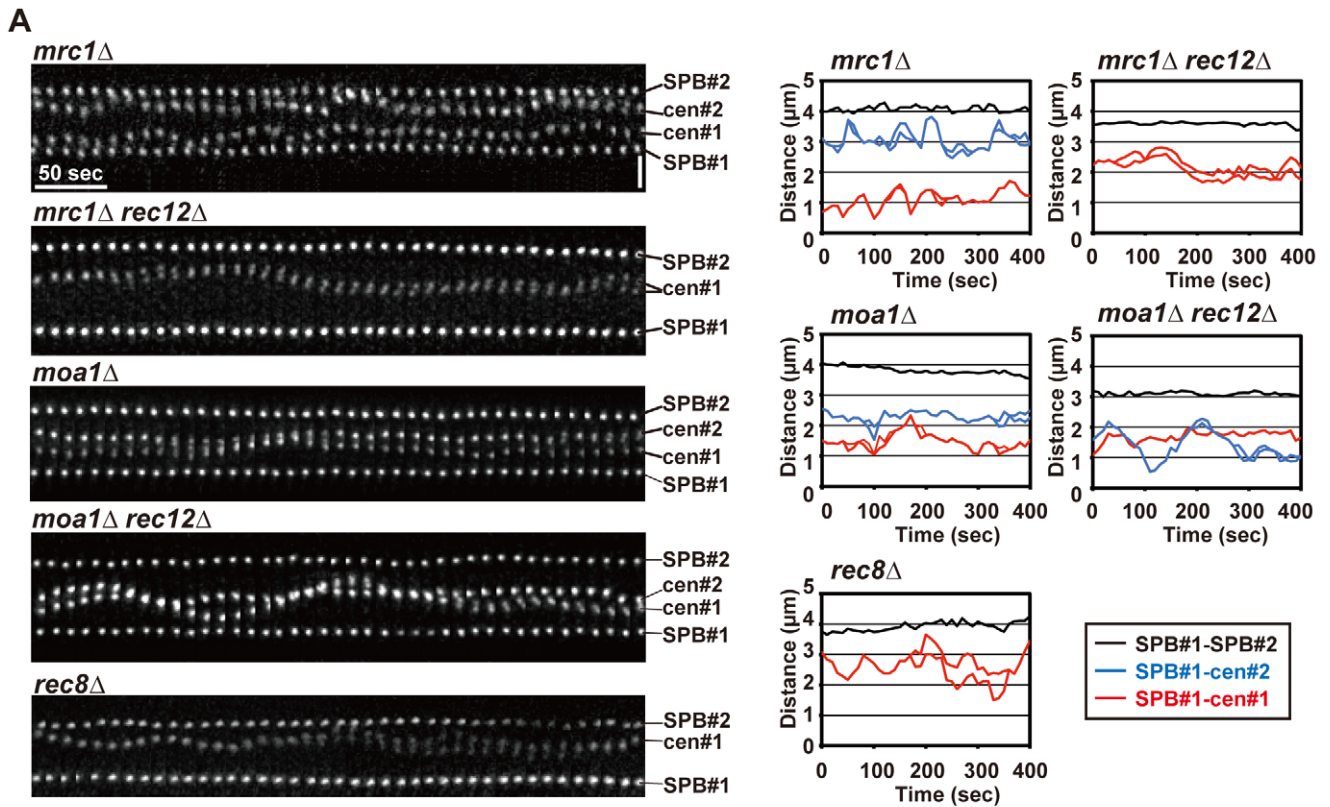 A
mrc1Δ
SPB#2
cen#2
cen#1
SPB#1
50 sec
mrc1Δ rec12Δ
SPB#2
cen#1
SPB#1
moa1Δ
SPB#2
cen#2
cen#1
SPB#1
moa1Δ rec12Δ
SPB#2
cen#2
cen#1
SPB#1
rec8Δ
SPB#2
cen#1
SPB#1
mrc1Δ
Distance (μm)
5
4
3
2
1
0
0 100 200 300 400
Time (sec)
mrc1Δ rec12Δ
Distance (μm)
5
4
3
2
1
0
0 100 200 300 400
Time (sec)
moa1Δ
Distance (μm)
5
4
3
2
1
0
0 100 200 300 400
Time (sec)
moa1Δ rec12Δ
Distance (μm)
5
4
3
2
1
0
0 100 200 300 400
Time (sec)
rec8Δ
Distance (μm)
5
4
3
2
1
0
0 100 200 300 400
Time (sec)
SPB#1-SPB#2
SPB#1-cen#2
SPB#1-cen#1